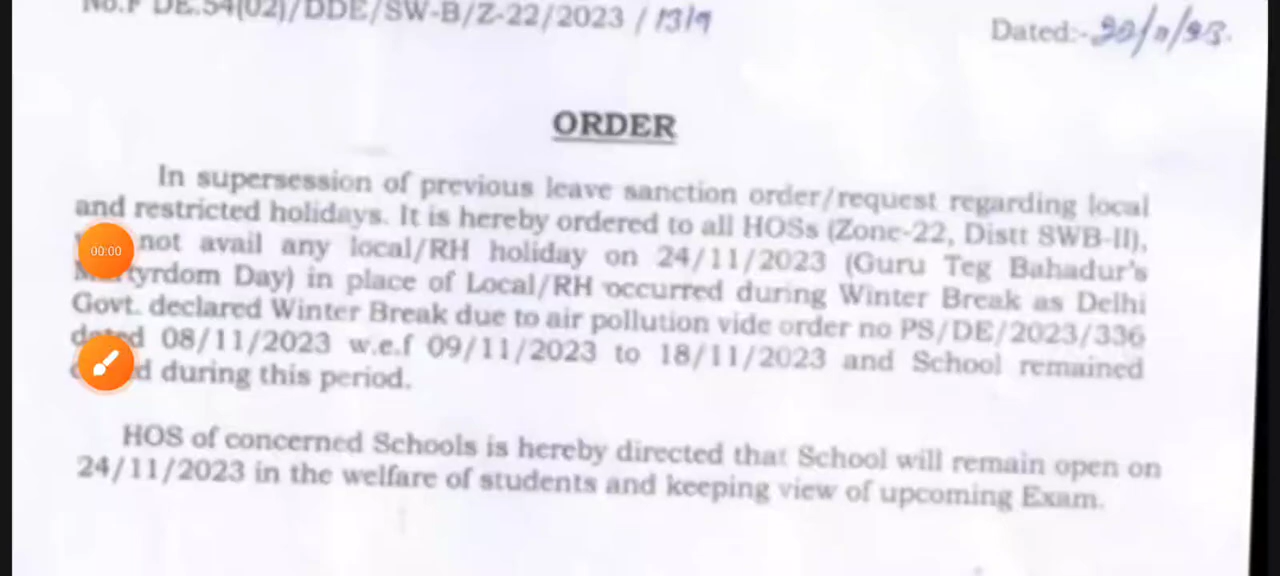 No.F DE.54(02)/DDE/SW-B/Z-22/2023 / 1319
Dated:-22/11/23.
ORDER
In supersession of previous leave sanction order/request regarding local
and restricted holidays. It is hereby ordered to all HOSs (Zone-22, Distt SWB-II),
not avail any local/RH holiday on 24/11/2023 (Guru Teg Bahadur's
Martyrdom Day) in place of Local/RH occurred during Winter Break as Delhi
Govt. declared Winter Break due to air pollution vide order no PS/DE/2023/336
dated 08/11/2023 w.e.f 09/11/2023 to 18/11/2023 and School remained
during this period.
HOS of concerned Schools is hereby directed that School will remain open on
24/11/2023 in the welfare of students and keeping view of upcoming Exam.
00:00